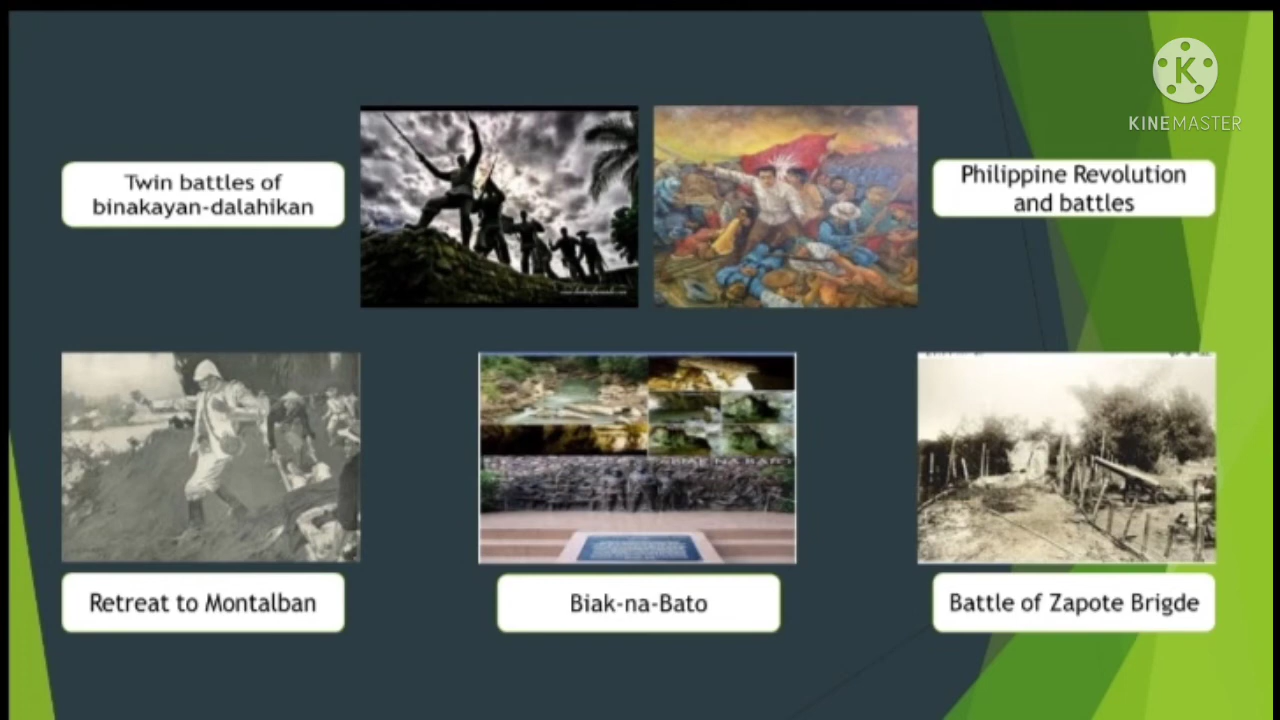 KINEMASTER
Twin battles of
binakayan-dalahikan
Philippine Revolution
and battles
Retreat to Montalban
Biak-na-Bato
Battle of Zapote Brigde